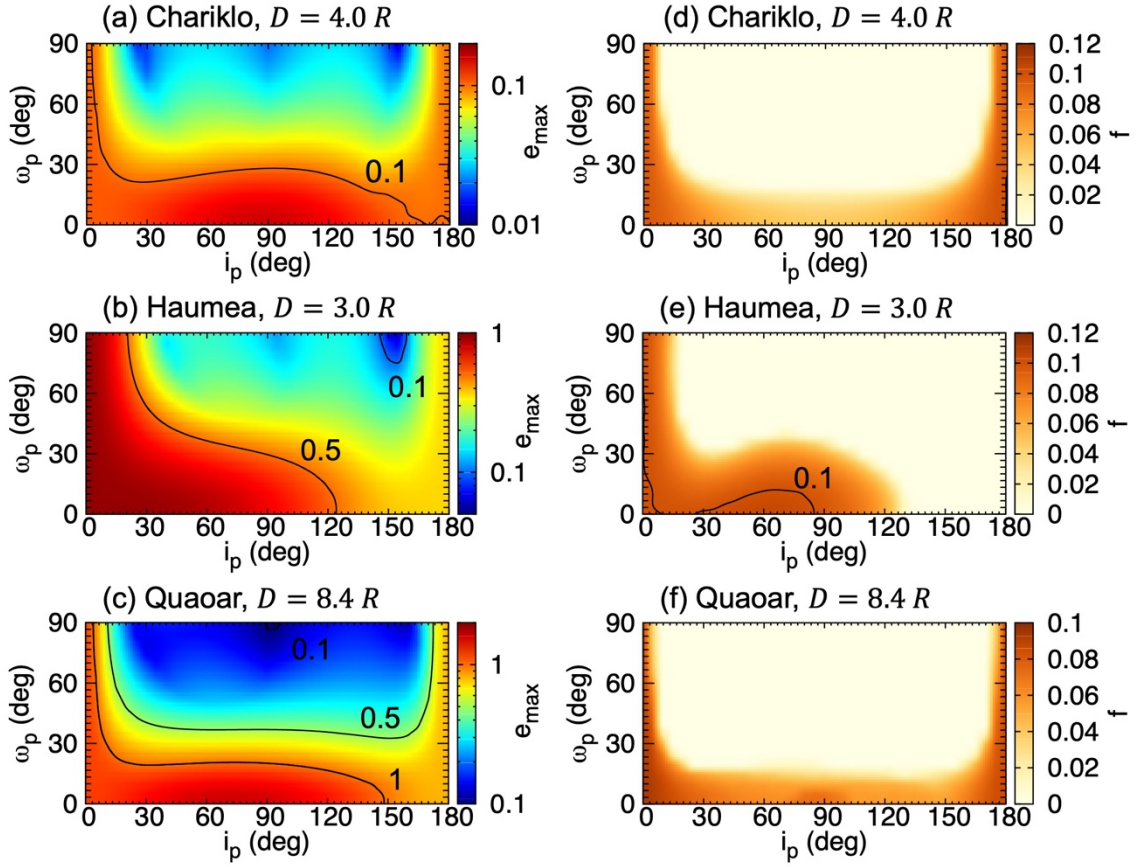 (a) Chariklo, D = 4.0 R
90
60
30
0
ω_p (deg)
0.1
0 30 60 90 120 150 180
i_p (deg)
0.1
0.01
e_max
(d) Chariklo, D = 4.0 R
90
60
30
0
ω_p (deg)
0 30 60 90 120 150 180
i_p (deg)
0.12
0.1
0.08
0.06
0.04
0.02
0
f
(b) Haumea, D = 3.0 R
90
60
30
0
ω_p (deg)
0.1
0.5
0 30 60 90 120 150 180
i_p (deg)
1
0.1
e_max
(e) Haumea, D = 3.0 R
90
60
30
0
ω_p (deg)
0.1
0 30 60 90 120 150 180
i_p (deg)
0.12
0.1
0.08
0.06
0.04
0.02
0
f
(c) Quaoar, D = 8.4 R
90
60
30
0
ω_p (deg)
0.1
0.5
1
0 30 60 90 120 150 180
i_p (deg)
1
0.1
e_max
(f) Quaoar, D = 8.4 R
90
60
30
0
ω_p (deg)
0 30 60 90 120 150 180
i_p (deg)
0.1
0.08
0.06
0.04
0.02
0
f